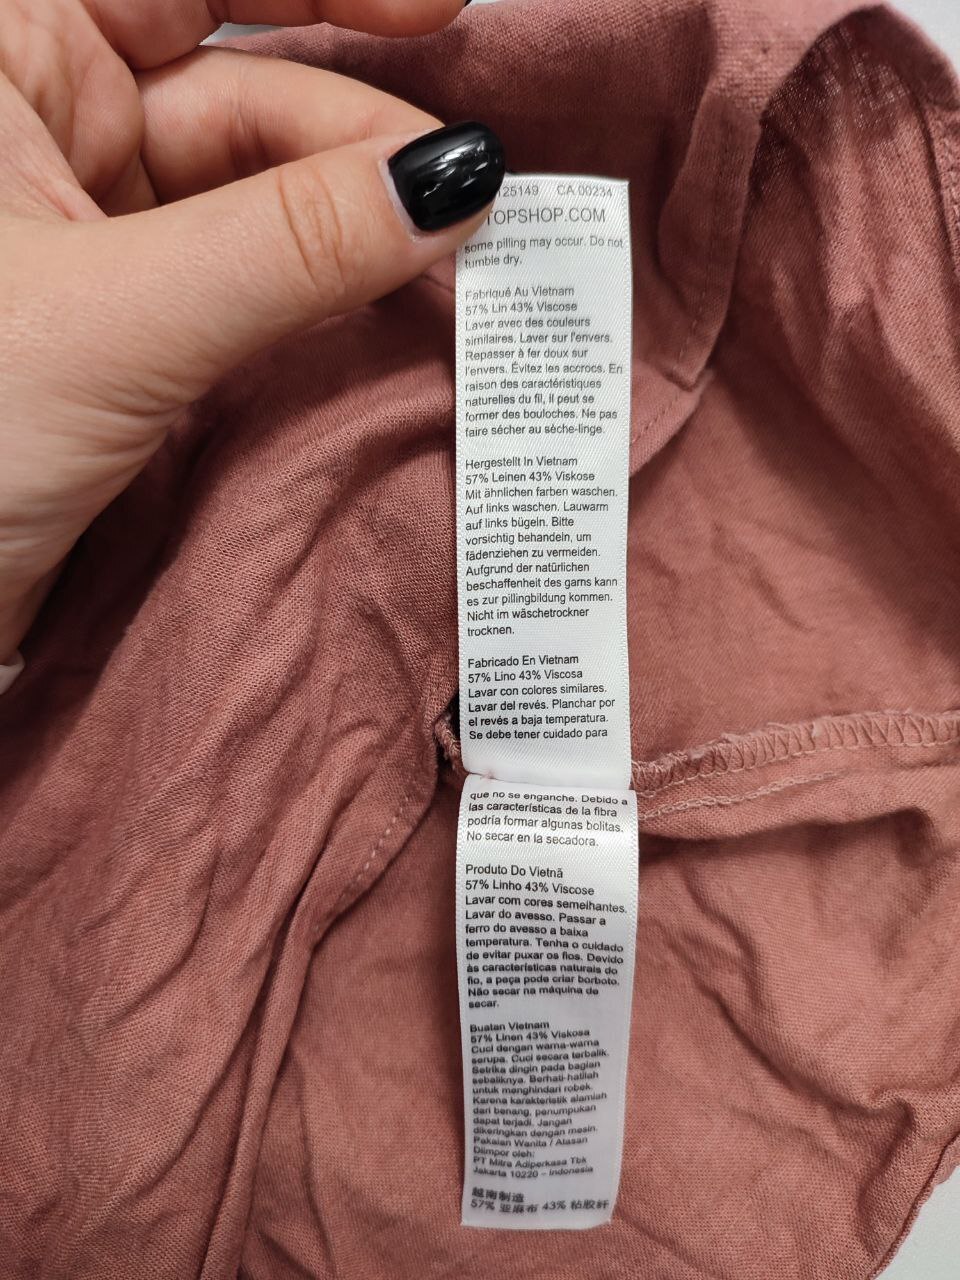 125149 CA 00234
TOPSHOP.COM
some pilling may occur. Do not
tumble dry.
Fabriqué Au Vietnam
57% Lin 43% Viscose
Laver avec des couleurs
similaires. Laver sur l'envers.
Repasser à fer doux sur
l'envers. Évitez les accrocs. En
raison des caractéristiques
naturelles du fil, il peut se
former des bouloches. Ne pas
faire sécher au sèche-linge.
Hergestellt In Vietnam
57% Leinen 43% Viskose
Mit ähnlichen farben waschen.
Auf links waschen. Lauwarm
auf links bügeln. Bitte
vorsichtig behandeln, um
fädenziehen zu vermeiden.
Aufgrund der natürlichen
beschaffenheit des garns kann
es zur pillingbildung kommen.
Nicht im wäschetrockner
trocknen.
Fabricado En Vietnam
57% Lino 43% Viscosa
Lavar con colores similares.
Lavar del revés. Planchar por
el revés a baja temperatura.
Se debe tener cuidado para
que no se enganche. Debido a
las características de la fibra
podría formar algunas bolitas.
No secar en la secadora.
Produto Do Vietnã
57% Linho 43% Viscose
Lavar com cores semelhantes.
Lavar do avesso. Passar a
ferro do avesso a baixa
temperatura. Tenha o cuidado
de evitar puxar os fios. Devido
às características naturais do
fio, a peça pode criar borboto.
Não secar na máquina de
secar.
Buatan Vietnam
57% Linen 43% Viskosa
Cuci dengan warna-warna
serupa. Cuci secara terbalik.
Setrika dingin pada bagian
sebaliknya. Berhati-hatilah
untuk menghindari robek.
Karena karakteristik alamiah
dari benang, penumpukan
dapat terjadi. Jangan
dikeringkan dengan mesin.
Pakaian Wanita / Atasan
Diimpor oleh:
PT Mitra Adiperkasa Tbk
Jakarta 10220 – Indonesia
越南制造
57% 亚麻布 43% 粘胶纤